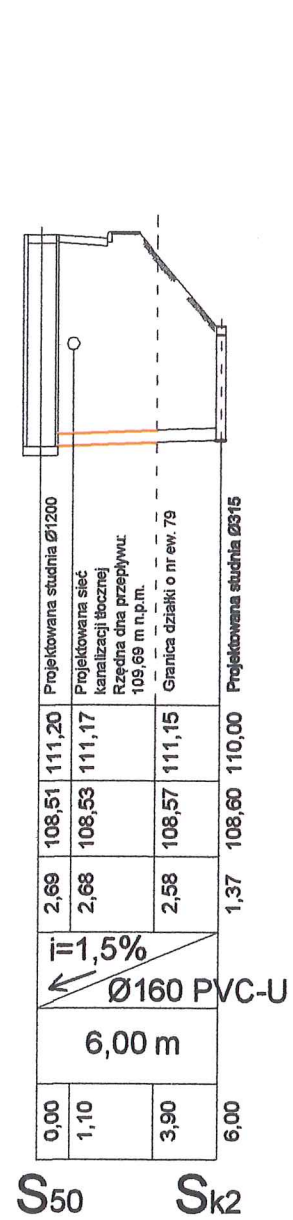 Projektowana studnia Ø1200
Projektowana sieć
kanalizacji tłocznej
Rzędna dna przepływu:
109,69 m n.p.m.
Granica działki o nr ew. 79
Projektowana studnia Ø315
111,20
111,17
111,15
110,00
108,51
108,53
108,57
108,60
2,69
2,68
2,58
1,37
i=1,5%
Ø160 PVC-U
6,00 m
0,00
1,10
3,90
6,00
S50
Sk2